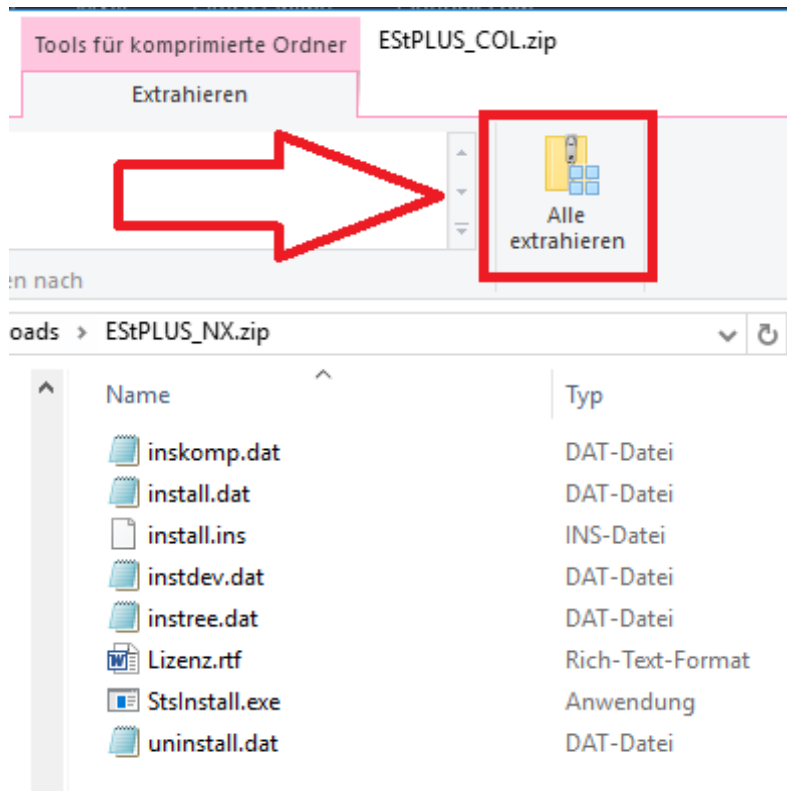 Tools für komprimierte Ordner EStPLUS_COL.zip
Extrahieren
Alle
extrahieren
en nach
oads > EStPLUS_NX.zip
Name Typ
inskomp.dat DAT-Datei
install.dat DAT-Datei
install.ins INS-Datei
instdev.dat DAT-Datei
instree.dat DAT-Datei
Lizenz.rtf Rich-Text-Format
StsInstall.exe Anwendung
uninstall.dat DAT-Datei